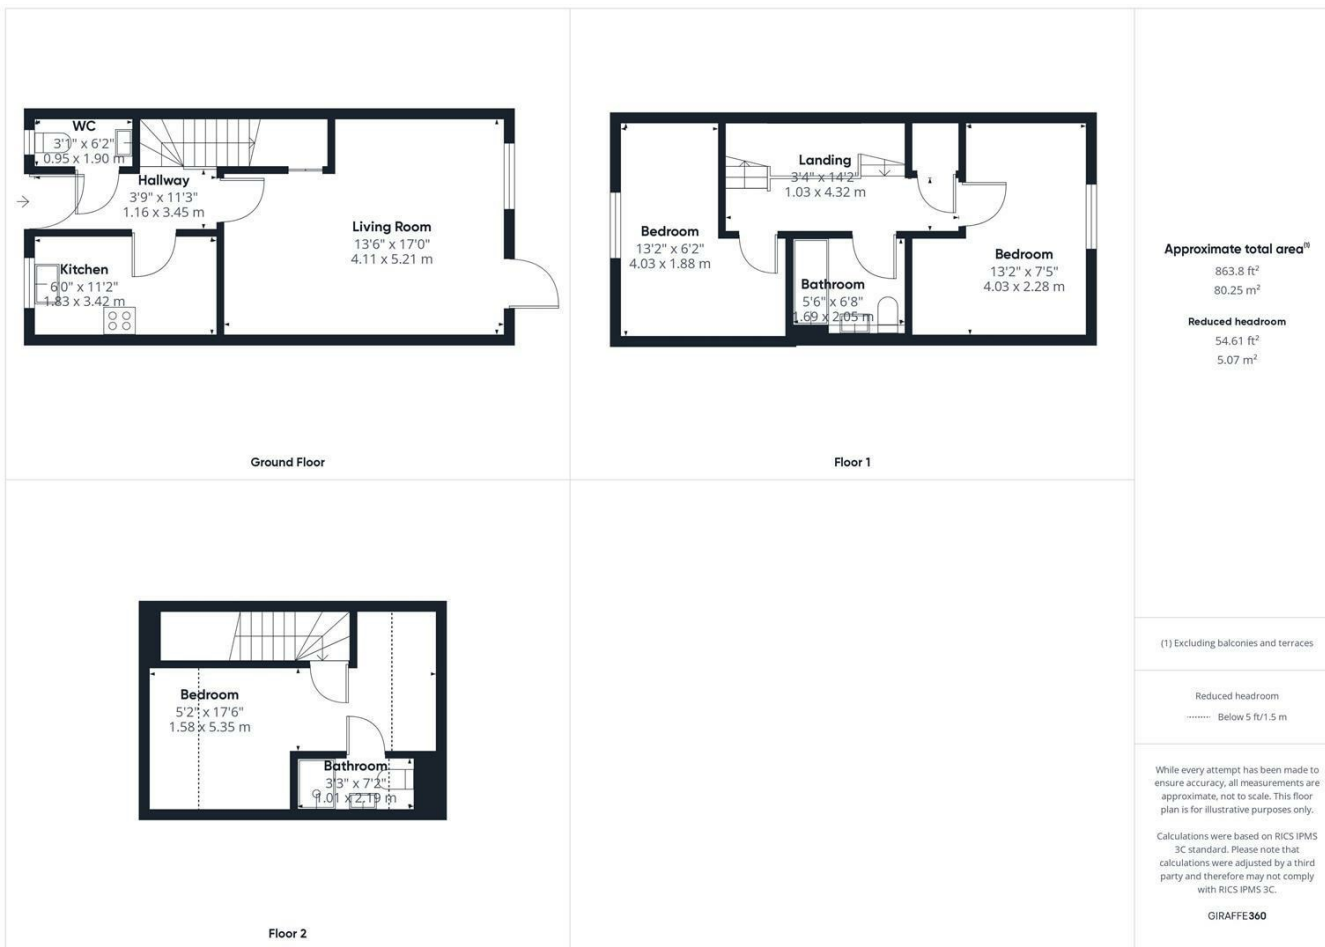 WC
3'1" x 6'2"
0.95 x 1.90 m
Hallway
3'9" x 11'3"
1.16 x 3.45 m
Living Room
13'6" x 17'0"
4.11 x 5.21 m
Kitchen
6'0" x 11'2"
1.83 x 3.42 m
Ground Floor
Landing
3'4" x 14'2"
1.03 x 4.32 m
Bedroom
13'2" x 6'2"
4.03 x 1.88 m
Bathroom
5'6" x 6'8"
1.69 x 2.05 m
Bedroom
13'2" x 7'5"
4.03 x 2.28 m
Floor 1
Bedroom
5'2" x 17'6"
1.58 x 5.35 m
Bathroom
3'3" x 7'2"
1.01 x 2.19 m
Floor 2
Approximate total area(1)
863.8 ft²
80.25 m²
Reduced headroom
54.61 ft²
5.07 m²
(1) Excluding balconies and terraces
Reduced headroom
Below 5 ft/1.5 m
While every attempt has been made to
ensure accuracy, all measurements are
approximate, not to scale. This floor
plan is for illustrative purposes only.
Calculations were based on RICS IPMS
3C standard. Please note that
calculations were adjusted by a third
party and therefore may not comply
with RICS IPMS 3C.
GIRAFFE360